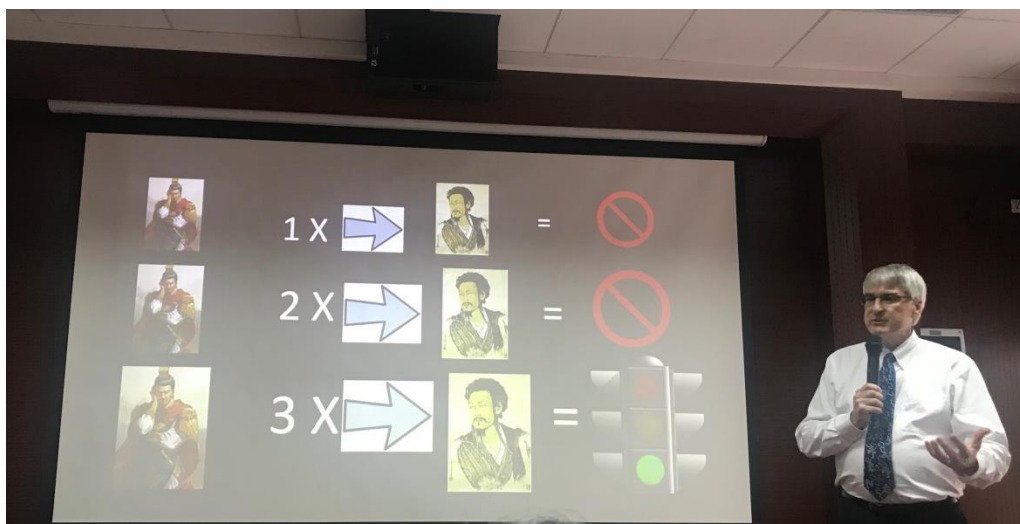 1 X =
2 X =
3 X =